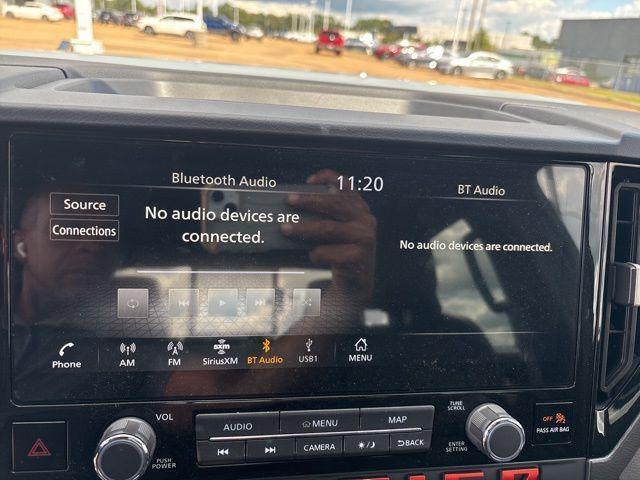 Bluetooth Audio
11:20
BT Audio
Source
Connections
No audio devices are
connected.
No audio devices are connected.
Phone
AM
FM
sxm
SiriusXM
BT Audio
USB1
MENU
VOL
AUDIO
MENU
MAP
TUNE
SCROLL
CAMERA
BACK
PUSH
POWER
ENTER
SETTING
OFF
PASS AIR BAG